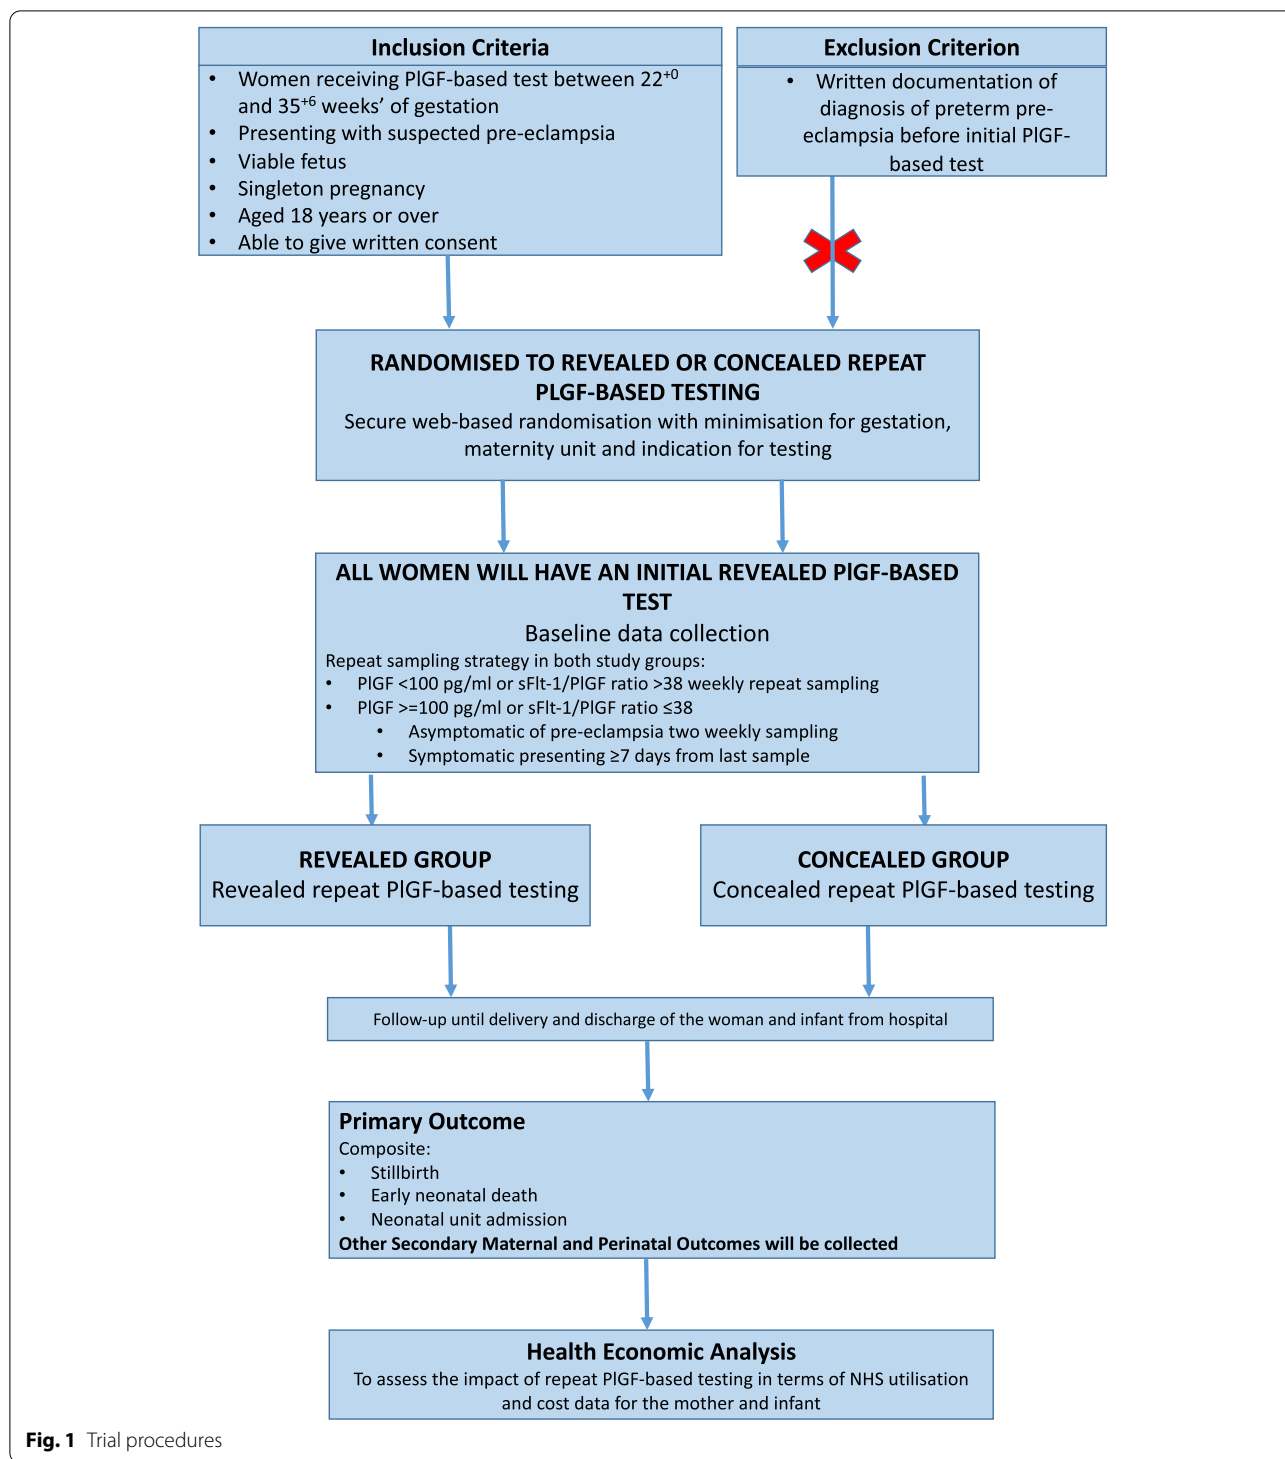 Inclusion Criteria
• Women receiving PlGF-based test between 22+0
and 35+6 weeks’ of gestation
• Presenting with suspected pre-eclampsia
• Viable fetus
• Singleton pregnancy
• Aged 18 years or over
• Able to give written consent
Exclusion Criterion
• Written documentation of
diagnosis of preterm pre-
eclampsia before initial PlGF-
based test
RANDOMISED TO REVEALED OR CONCEALED REPEAT
PLGF-BASED TESTING
Secure web-based randomisation with minimisation for gestation,
maternity unit and indication for testing
ALL WOMEN WILL HAVE AN INITIAL REVEALED PlGF-BASED
TEST
Baseline data collection
Repeat sampling strategy in both study groups:
• PlGF <100 pg/ml or sFlt-1/PlGF ratio >38 weekly repeat sampling
• PlGF >=100 pg/ml or sFlt-1/PlGF ratio ≤38
• Asymptomatic of pre-eclampsia two weekly sampling
• Symptomatic presenting ≥7 days from last sample
REVEALED GROUP
Revealed repeat PlGF-based testing
CONCEALED GROUP
Concealed repeat PlGF-based testing
Follow-up until delivery and discharge of the woman and infant from hospital
Primary Outcome
Composite:
• Stillbirth
• Early neonatal death
• Neonatal unit admission
Other Secondary Maternal and Perinatal Outcomes will be collected
Health Economic Analysis
To assess the impact of repeat PlGF-based testing in terms of NHS utilisation
and cost data for the mother and infant
Fig. 1 Trial procedures